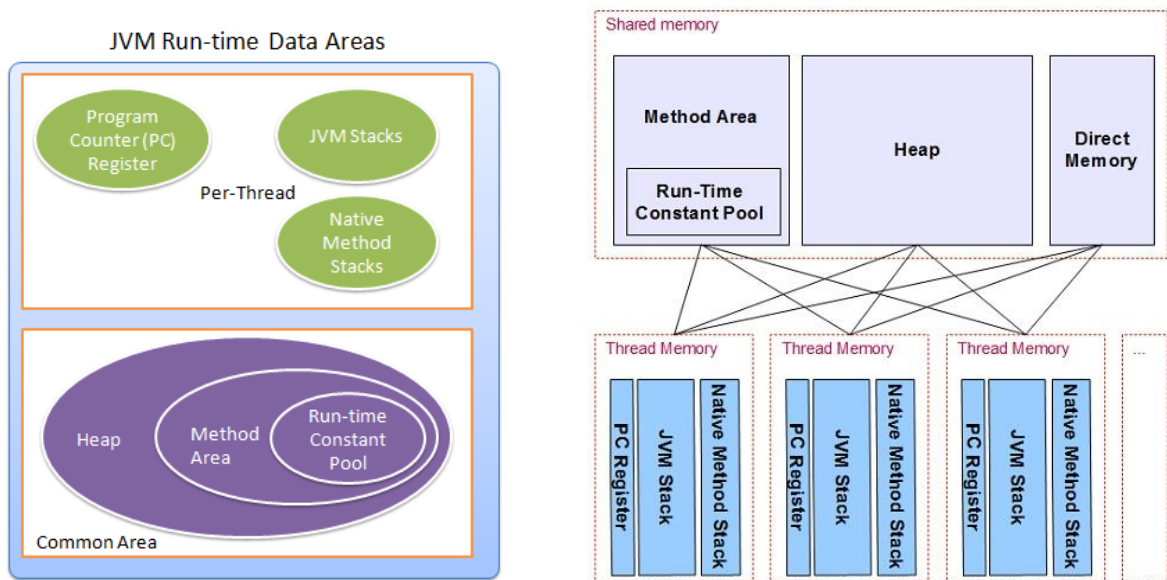 JVM Run-time Data Areas
Program
Counter (PC)
Register
JVM Stacks
Per-Thread
Native
Method
Stacks
Heap
Method
Area
Run-time
Constant
Pool
Common Area
Shared memory
Method Area
Run-Time
Constant Pool
Heap
Direct
Memory
Thread Memory
PC Register
JVM Stack
Native Method Stack
Thread Memory
PC Register
JVM Stack
Native Method Stack
Thread Memory
PC Register
JVM Stack
Native Method Stack
...